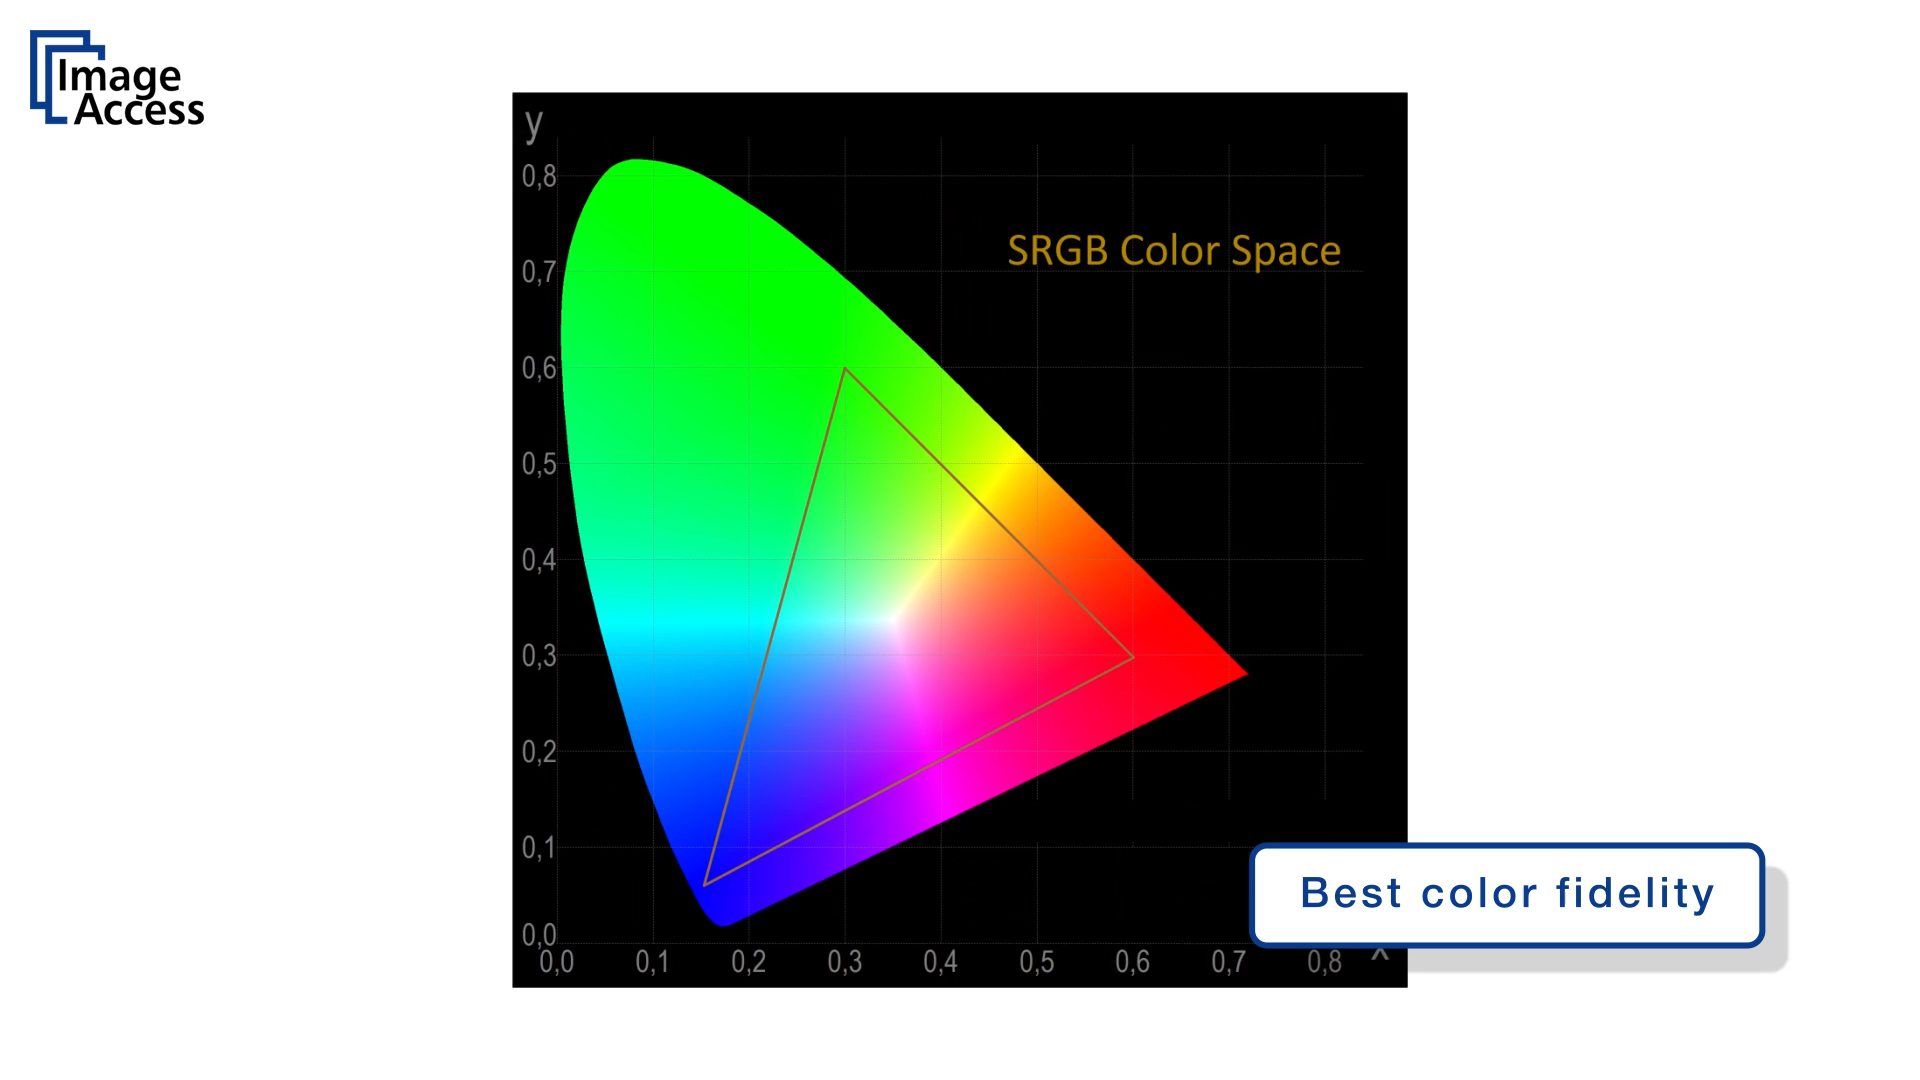 Image
Access
y
0,8
SRGB Color Space
0,7
0,6
0,5
0,4
0,3
0,2
0,1
Best color fidelity
0,0
0,0 0,1 0,2 0,3 0,4 0,5 0,6 0,7 0,8